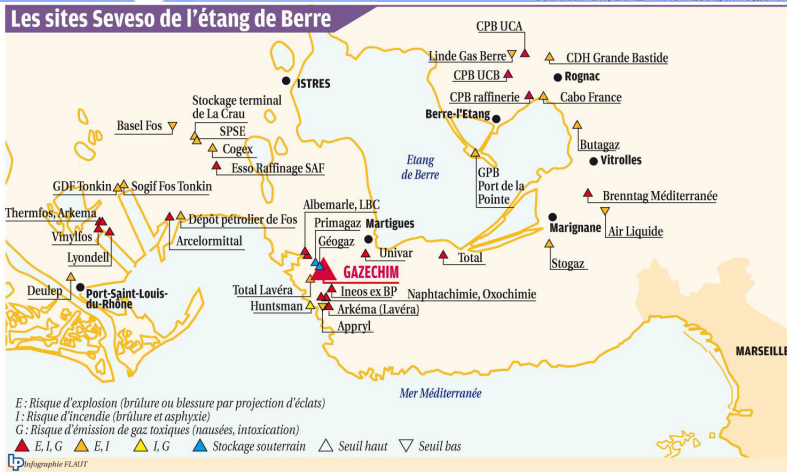 Les sites Seveso de l'étang de Berre
CPB UCA
Linde Gas Berre
CDH Grande Bastide
CPB UCB
Rognac
ISTRES
CPB raffinerie
Cabo France
Stockage terminal
de La Crau
Berre-l'Etang
Basel Fos
SPSE
Butagaz
Cogex
Etang
de Berre
Vitrolles
Esso Raffinage SAF
GPB
Port de la
Pointe
GDF Tonkin
Sogif Fos Tonkin
Brenntag Méditerranée
Albemarle, LBC
Thermfos, Arkema
Dépôt pétrolier de Fos
Primagaz
Martigues
Marignane
Air Liquide
Vinylfos
Arcelormittal
Géogaz
Univar
Total
Lyondell
Stogaz
GAZECHIM
Deulep
Port-Saint-Louis-
du-Rhône
Total Lavéra
Ineos ex BP
Naphtachimie, Oxochimie
Huntsman
Arkéma (Lavéra)
Appryl
MARSEILLE
Mer Méditerranée
E : Risque d'explosion (brûlure ou blessure par projection d'éclats)
I : Risque d'incendie (brûlure et asphyxie)
G : Risque d'émission de gaz toxiques (nausées, intoxication)
E, I, G
E, I
I, G
Stockage souterrain
Seuil haut
Seuil bas
LP Infographie FLAUT